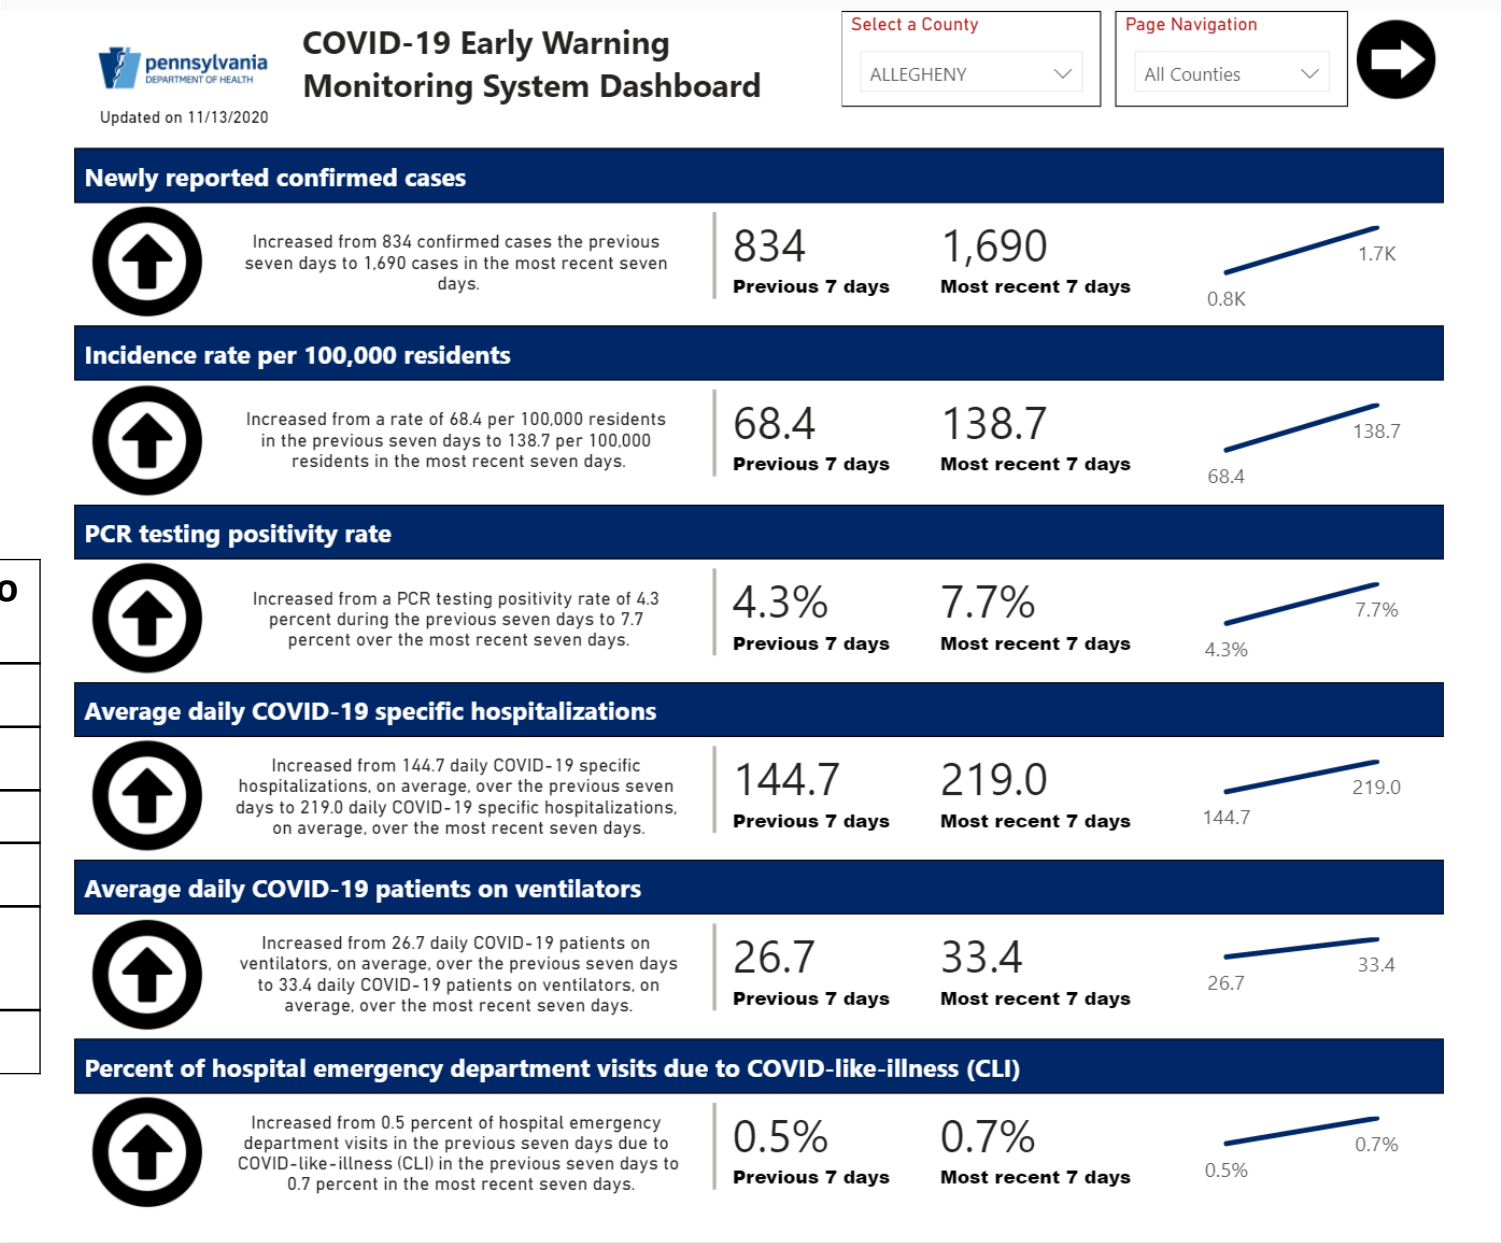 pennsylvania
DEPARTMENT OF HEALTH
Updated on 11/13/2020
COVID-19 Early Warning
Monitoring System Dashboard
Select a County
ALLEGHENY
Page Navigation
All Counties
Newly reported confirmed cases
Increased from 834 confirmed cases the previous
seven days to 1,690 cases in the most recent seven
days.
834
Previous 7 days
1,690
Most recent 7 days
0.8K
1.7K
Incidence rate per 100,000 residents
Increased from a rate of 68.4 per 100,000 residents
in the previous seven days to 138.7 per 100,000
residents in the most recent seven days.
68.4
Previous 7 days
138.7
Most recent 7 days
68.4
138.7
PCR testing positivity rate
Increased from a PCR testing positivity rate of 4.3
percent during the previous seven days to 7.7
percent over the most recent seven days.
4.3%
Previous 7 days
7.7%
Most recent 7 days
4.3%
7.7%
o
Average daily COVID-19 specific hospitalizations
Increased from 144.7 daily COVID-19 specific
hospitalizations, on average, over the previous seven
days to 219.0 daily COVID-19 specific hospitalizations,
on average, over the most recent seven days.
144.7
Previous 7 days
219.0
Most recent 7 days
144.7
219.0
Average daily COVID-19 patients on ventilators
Increased from 26.7 daily COVID-19 patients on
ventilators, on average, over the previous seven days
to 33.4 daily COVID-19 patients on ventilators, on
average, over the most recent seven days.
26.7
Previous 7 days
33.4
Most recent 7 days
26.7
33.4
Percent of hospital emergency department visits due to COVID-like-illness (CLI)
Increased from 0.5 percent of hospital emergency
department visits in the previous seven days due to
COVID-like-illness (CLI) in the previous seven days to
0.7 percent in the most recent seven days.
0.5%
Previous 7 days
0.7%
Most recent 7 days
0.5%
0.7%